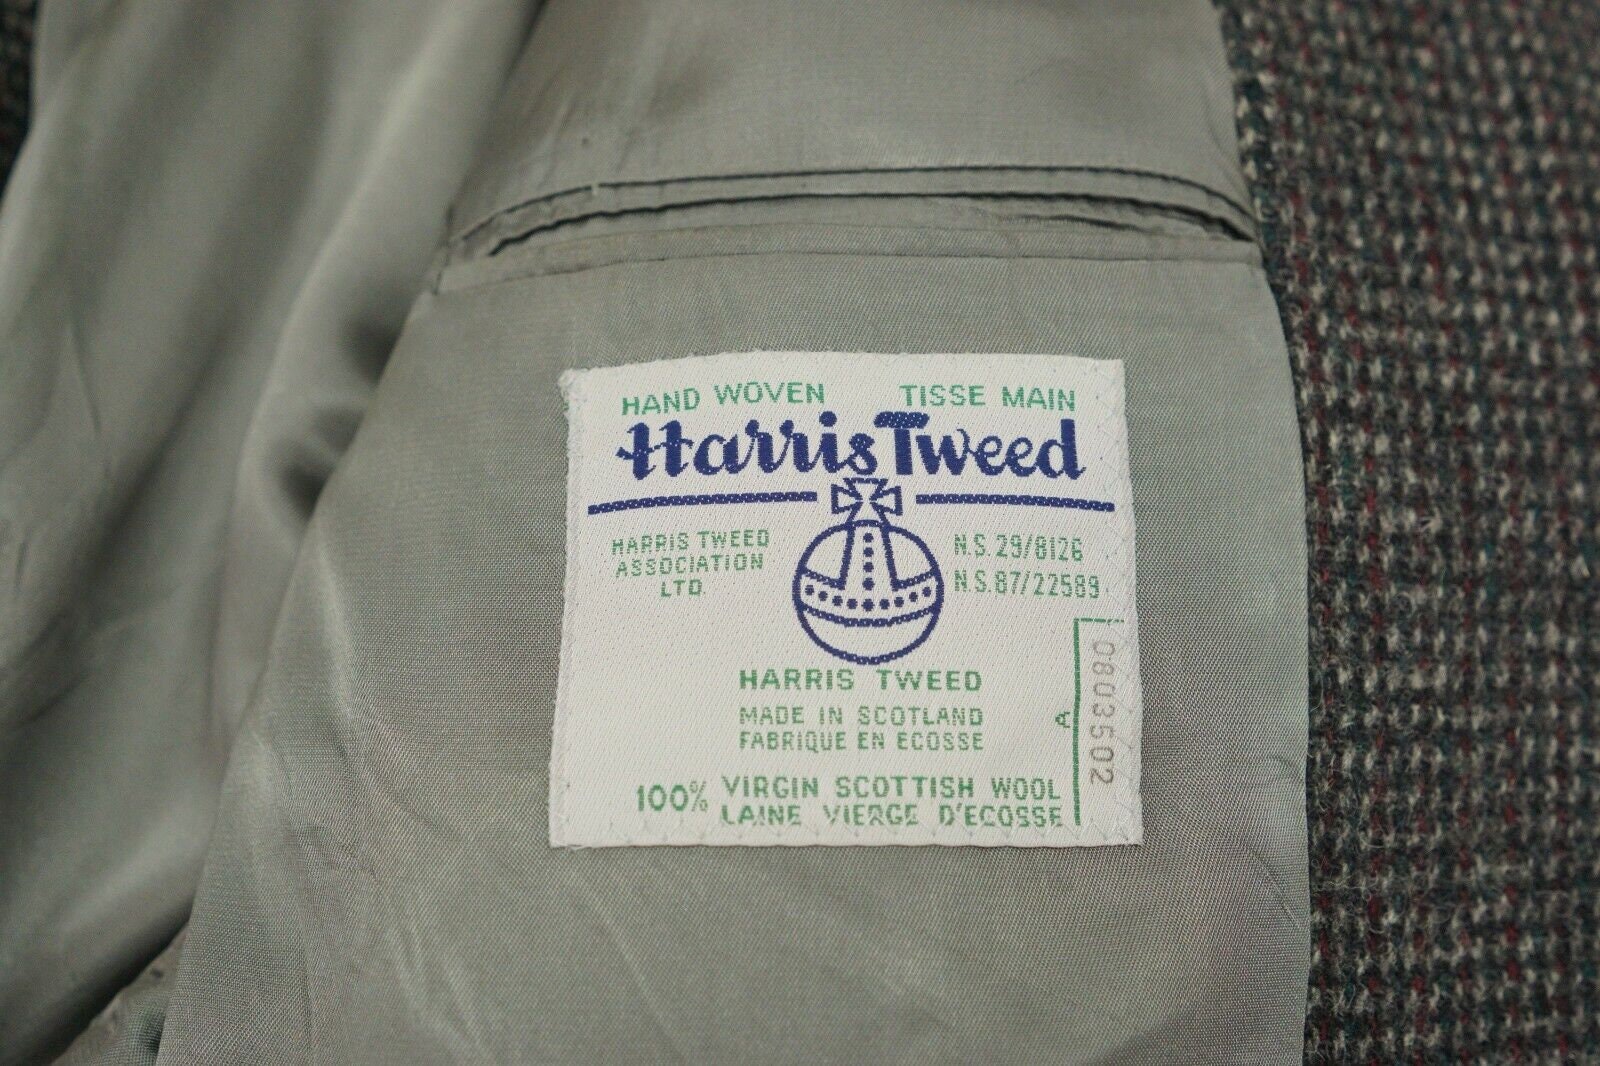 HAND WOVEN TISSE MAIN
Harris Tweed
HARRIS TWEED
ASSOCIATION
LTD.
N.S. 29/8126
N.S. 87/22589
HARRIS TWEED
MADE IN SCOTLAND
FABRIQUE EN ECOSSE
100% VIRGIN SCOTTISH WOOL
LAINE VIERGE D'ECOSSE
A
0603502